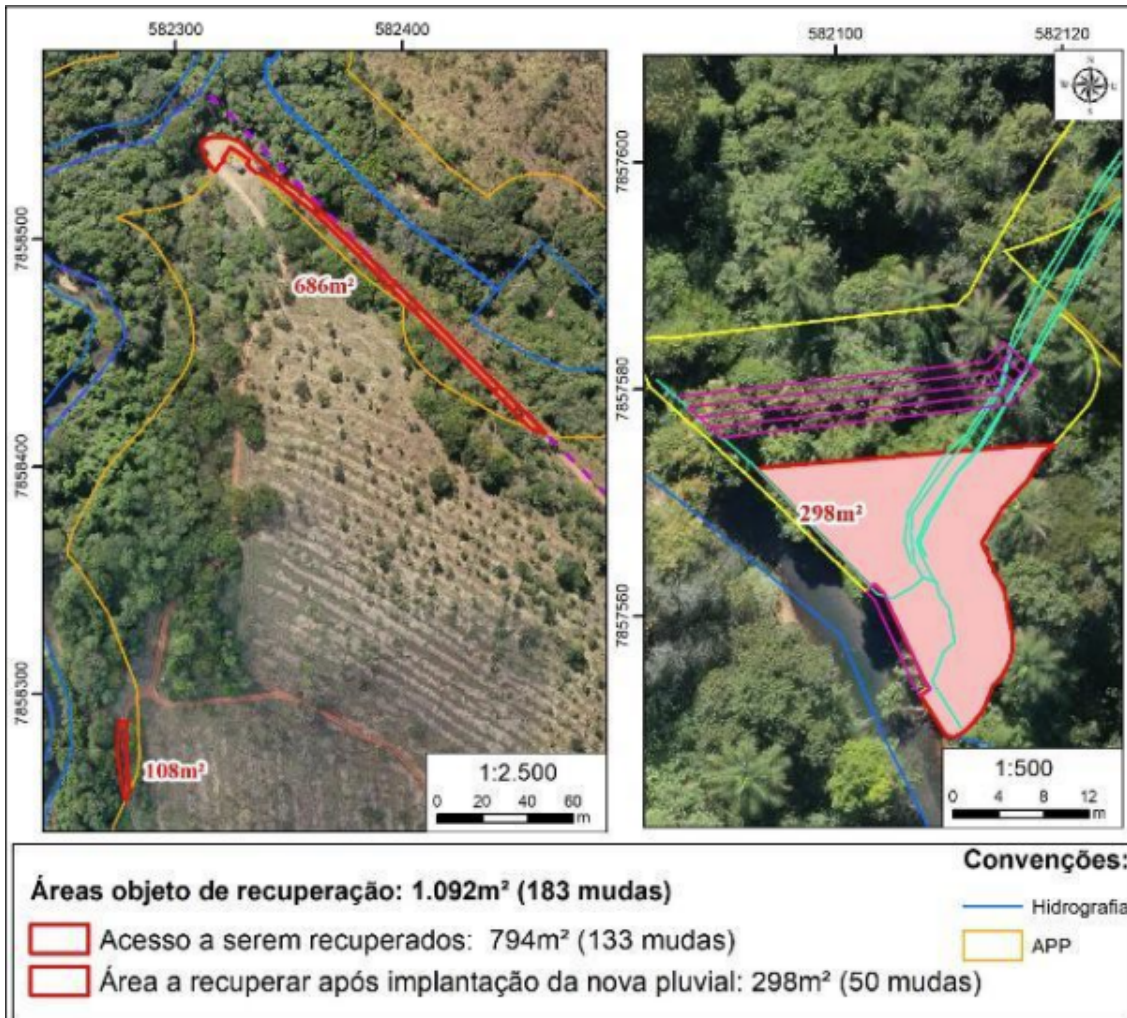 582300
582400
582100
582120
N
W
E
S
7858500
7858400
7858300
7857600
7857580
7857560
686m²
108m²
298m²
1:2.500
0 20 40 60
m
1:500
0 4 8 12
m
Áreas objeto de recuperação: 1.092m² (183 mudas)
Acesso a serem recuperados: 794m² (133 mudas)
Área a recuperar após implantação da nova pluvial: 298m² (50 mudas)
Convenções:
Hidrografia
APP